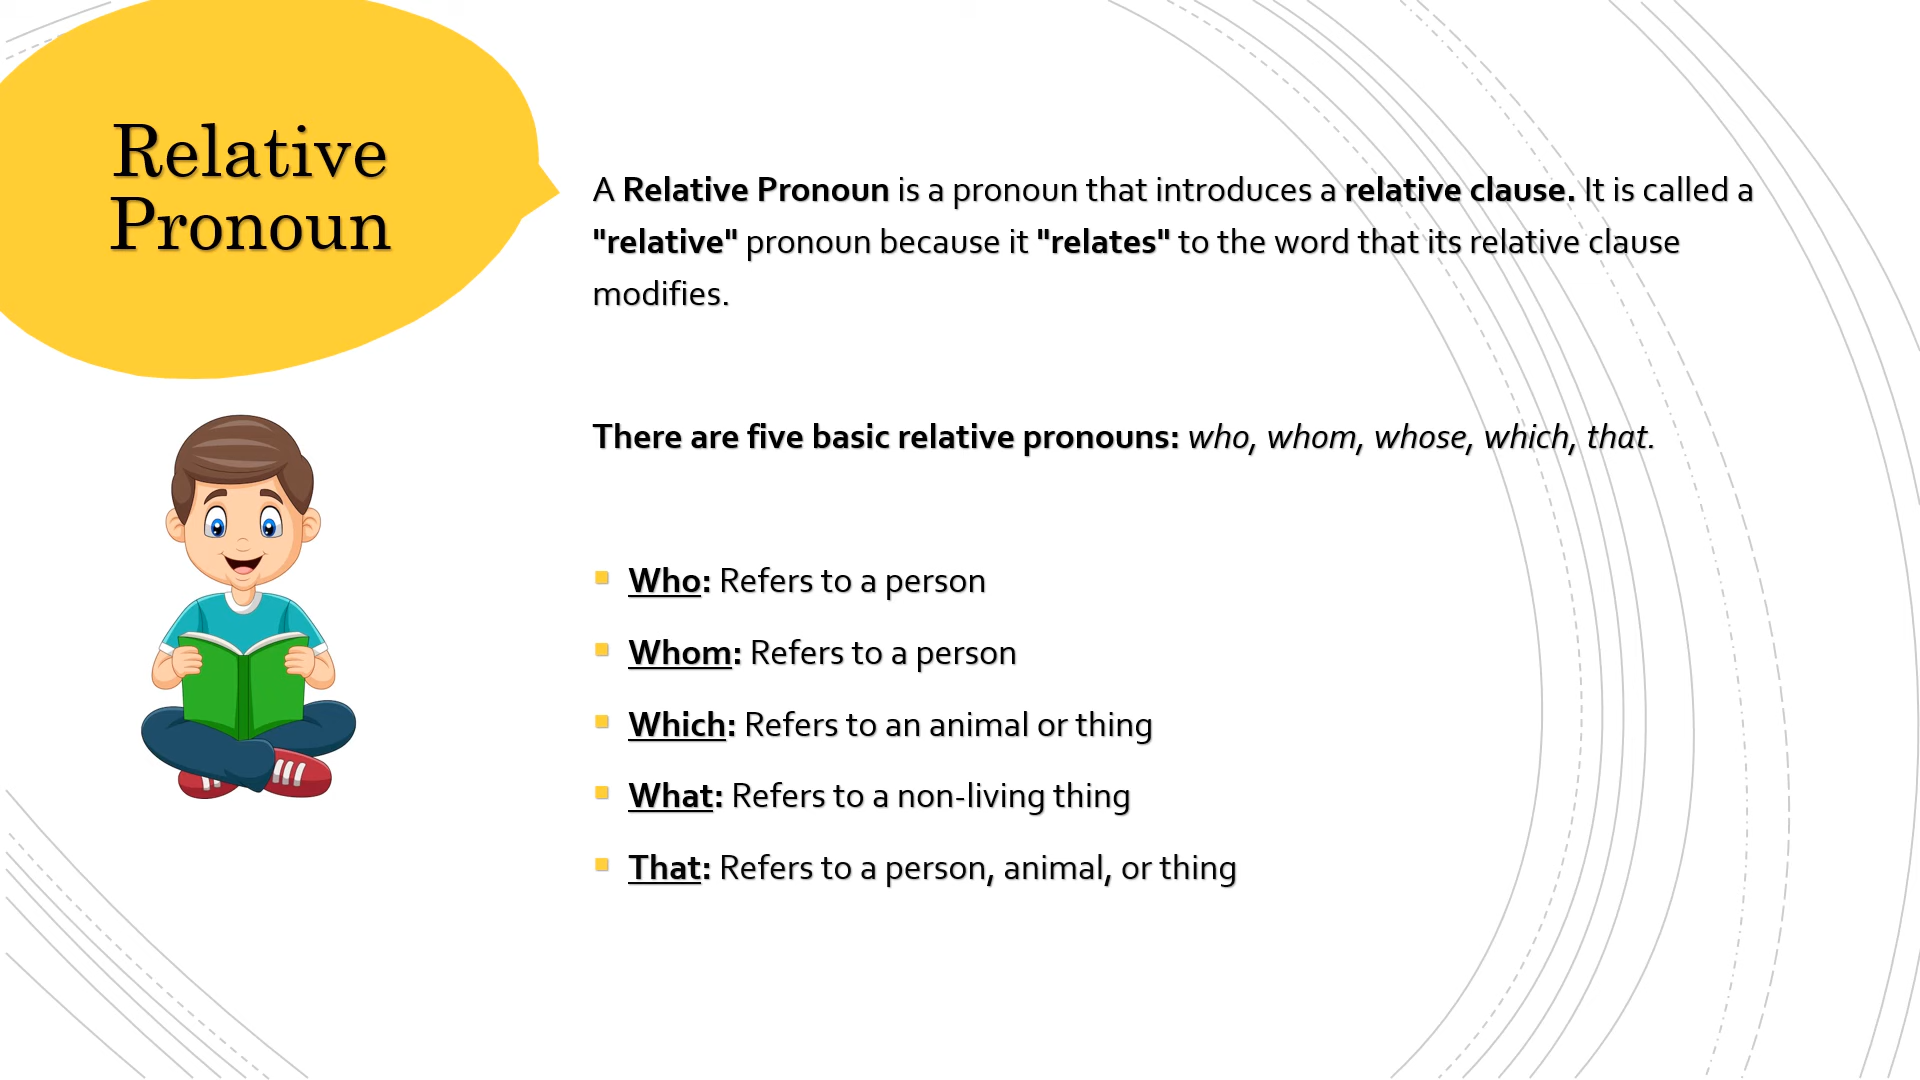 Relative
Pronoun
A Relative Pronoun is a pronoun that introduces a relative clause. It is called a
"relative" pronoun because it "relates" to the word that its relative clause
modifies.
There are five basic relative pronouns: who, whom, whose, which, that.
Who: Refers to a person
Whom: Refers to a person
Which: Refers to an animal or thing
What: Refers to a non-living thing
That: Refers to a person, animal, or thing